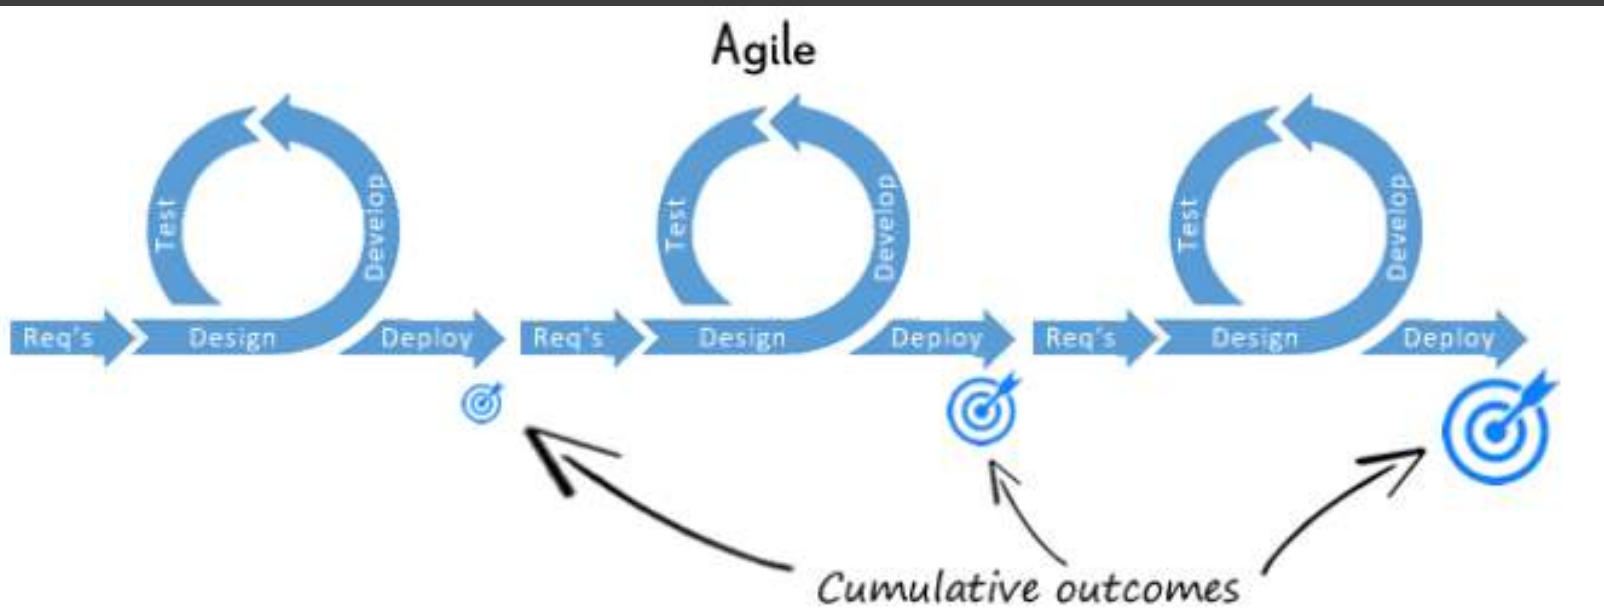 Agile
Test
Develop
Req's
Design
Deploy
Test
Develop
Req's
Design
Deploy
Test
Develop
Req's
Design
Deploy
Cumulative outcomes